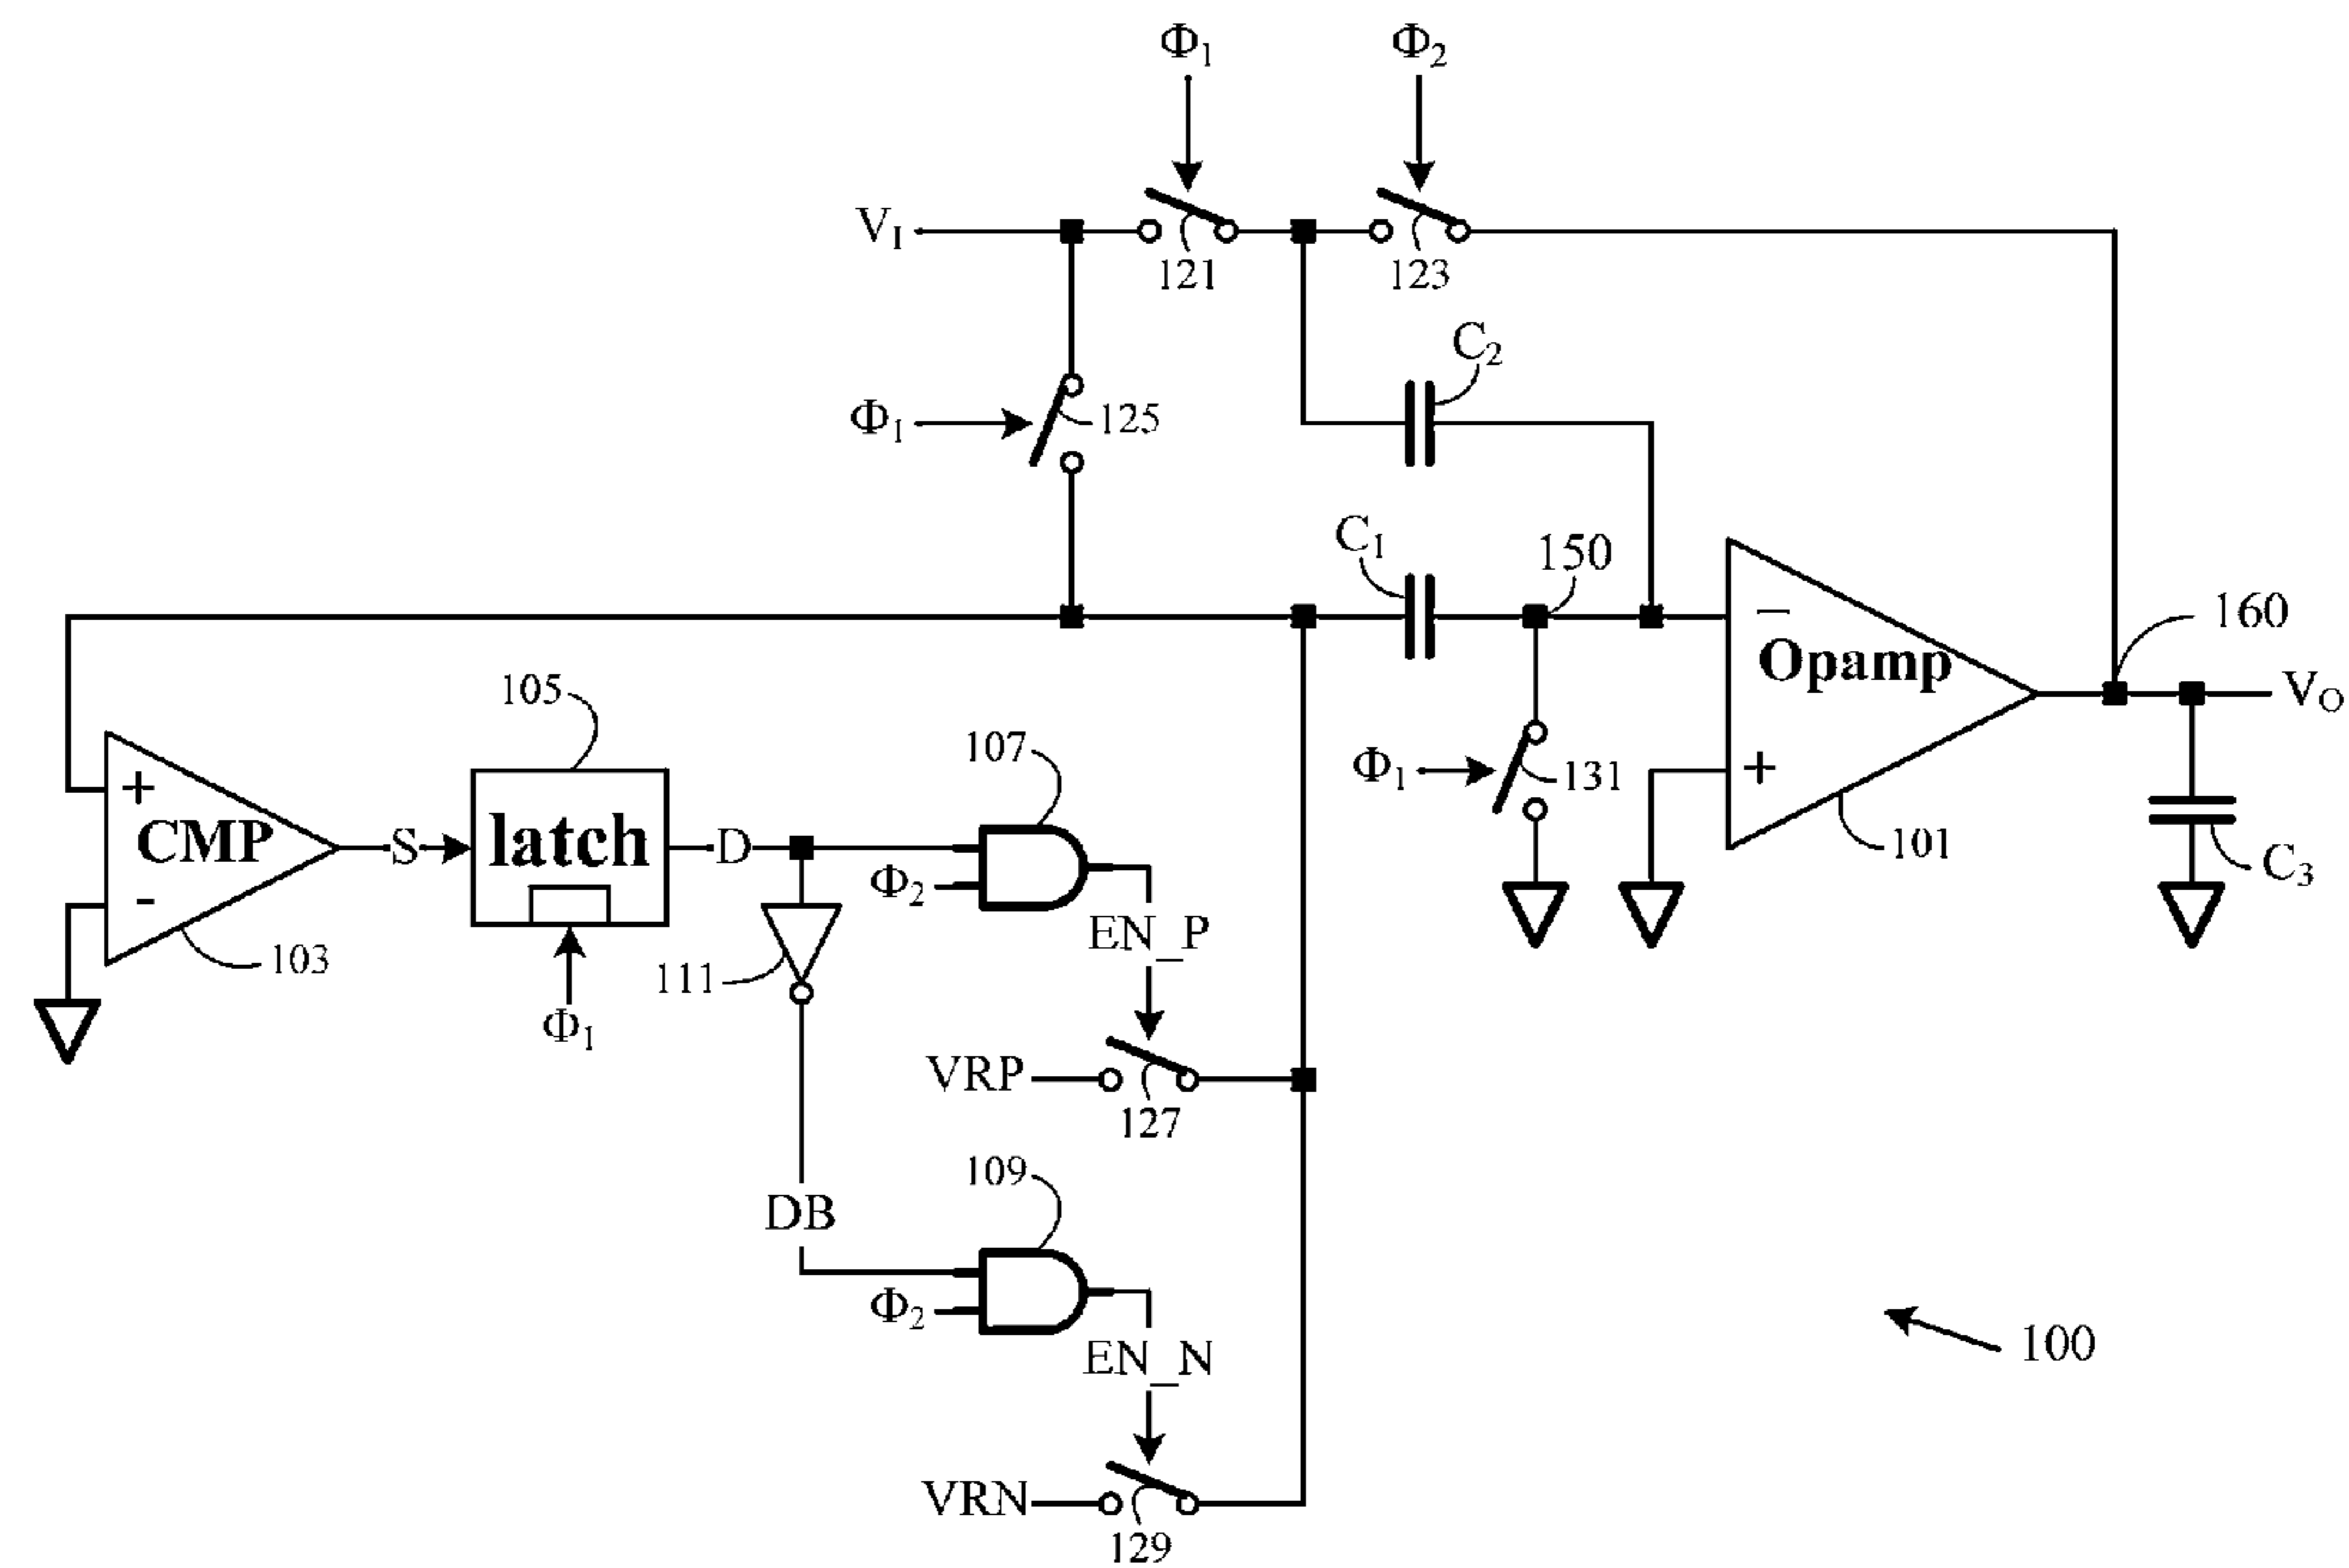 Φ1
Φ2
VI
121
123
C2
Φ1
125
C1
150
−
Opamp
+
160
VO
105
107
Φ1
131
101
C3
+
CMP
-
S
latch
D
Φ2
103
111
EN_P
Φ1
VRP
127
109
DB
Φ2
EN_N
100
VRN
129